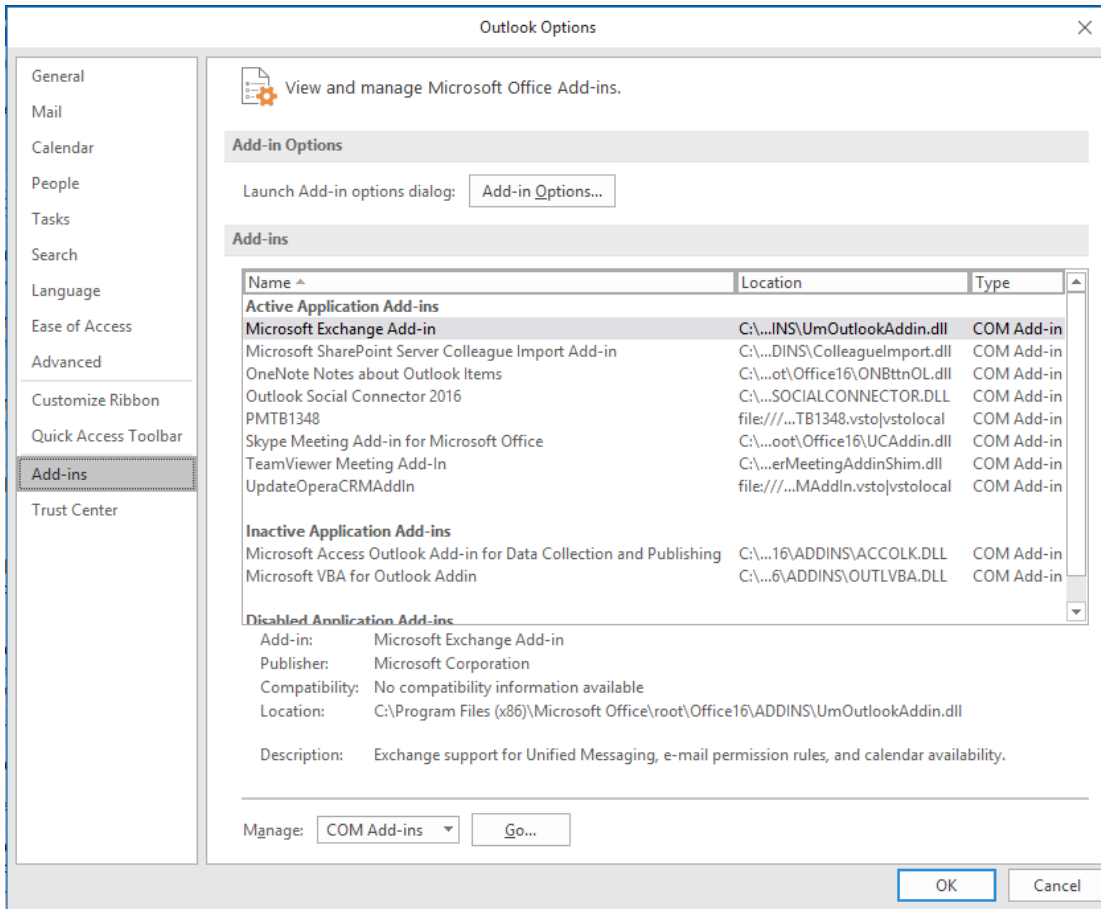 Outlook Options
General
Mail
Calendar
People
Tasks
Search
Language
Ease of Access
Advanced
Customize Ribbon
Quick Access Toolbar
Add-ins
Trust Center
View and manage Microsoft Office Add-ins.
Add-in Options
Launch Add-in options dialog: Add-in Options...
Add-ins
Name Location Type
Active Application Add-ins
Microsoft Exchange Add-in C:\...INS\UmOutlookAddin.dll COM Add-in
Microsoft SharePoint Server Colleague Import Add-in C:\...DINS\ColleagueImport.dll COM Add-in
OneNote Notes about Outlook Items C:\...ot\Office16\ONBttnOL.dll COM Add-in
Outlook Social Connector 2016 C:\...SOCIALCONNECTOR.DLL COM Add-in
PMTB1348 file:///...TB1348.vsto|vstolocal COM Add-in
Skype Meeting Add-in for Microsoft Office C:\...oot\Office16\UCAddin.dll COM Add-in
TeamViewer Meeting Add-In C:\...erMeetingAddinShim.dll COM Add-in
UpdateOperaCRMAddIn file:///...MAddIn.vsto|vstolocal COM Add-in
Inactive Application Add-ins
Microsoft Access Outlook Add-in for Data Collection and Publishing C:\...16\ADDINS\ACCOLK.DLL COM Add-in
Microsoft VBA for Outlook Addin C:\...6\ADDINS\OUTLVBA.DLL COM Add-in
Disabled Application Add-ins
Add-in: Microsoft Exchange Add-in
Publisher: Microsoft Corporation
Compatibility: No compatibility information available
Location: C:\Program Files (x86)\Microsoft Office\root\Office16\ADDINS\UmOutlookAddin.dll
Description: Exchange support for Unified Messaging, e-mail permission rules, and calendar availability.
Manage: COM Add-ins Go...
OK Cancel